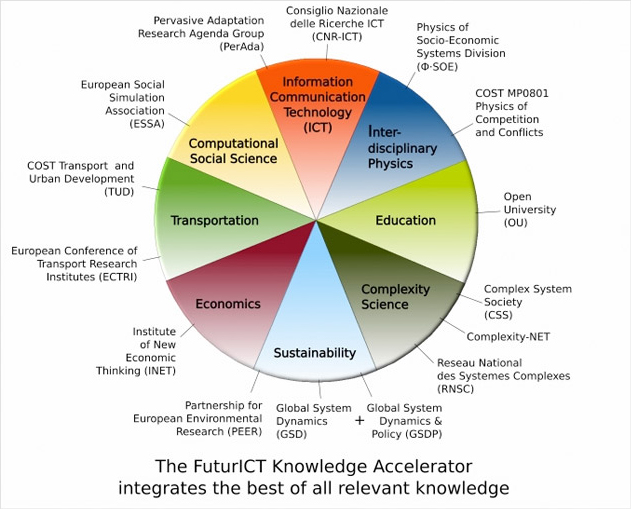 Consiglio Nazionale
delle Ricerche ICT
(CNR-ICT)
Pervasive Adaptation
Research Agenda Group
(PerAda)
Physics of
Socio-Economic
Systems Division
(Φ·SOE)
European Social
Simulation
Association
(ESSA)
COST MP0801
Physics of
Competition
and Conflicts
COST Transport and
Urban Development
(TUD)
Open
University
(OU)
European Conference of
Transport Research
Institutes (ECTRI)
Complex System
Society
(CSS)
Complexity-NET
Institute
of New
Economic
Thinking (INET)
Reseau National
des Systemes Complexes
(RNSC)
Partnership for
European Environmental
Research (PEER)
Global System
Dynamics
(GSD)
+
Global System
Dynamics &
Policy (GSDP)
Information
Communication
Technology
(ICT)
Inter-
disciplinary
Physics
Education
Complexity
Science
Sustainability
Economics
Transportation
Computational
Social Science
The FuturICT Knowledge Accelerator
integrates the best of all relevant knowledge